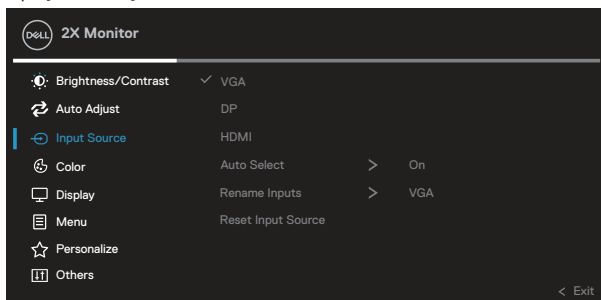 DELL 2X Monitor
Brightness/Contrast VGA
Auto Adjust DP
Input Source HDMI
Color Auto Select > On
Display Rename Inputs > VGA
Menu Reset Input Source
Personalize
Others
< Exit